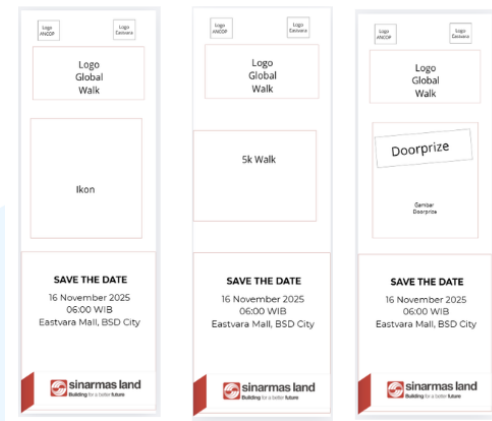 Logo
ANCOP
Logo
Eastvara
Logo
Global
Walk
Ikon
SAVE THE DATE
16 November 2025
06:00 WIB
Eastvara Mall, BSD City
sinarmas land
Building for a better future
Logo
ANCOP
Logo
Eastvara
Logo
Global
Walk
5k Walk
SAVE THE DATE
16 November 2025
06:00 WIB
Eastvara Mall, BSD City
sinarmas land
Building for a better future
Logo
ANCOP
Logo
Eastvara
Logo
Global
Walk
Doorprize
Gambar
Doorprize
SAVE THE DATE
16 November 2025
06:00 WIB
Eastvara Mall, BSD City
sinarmas land
Building for a better future